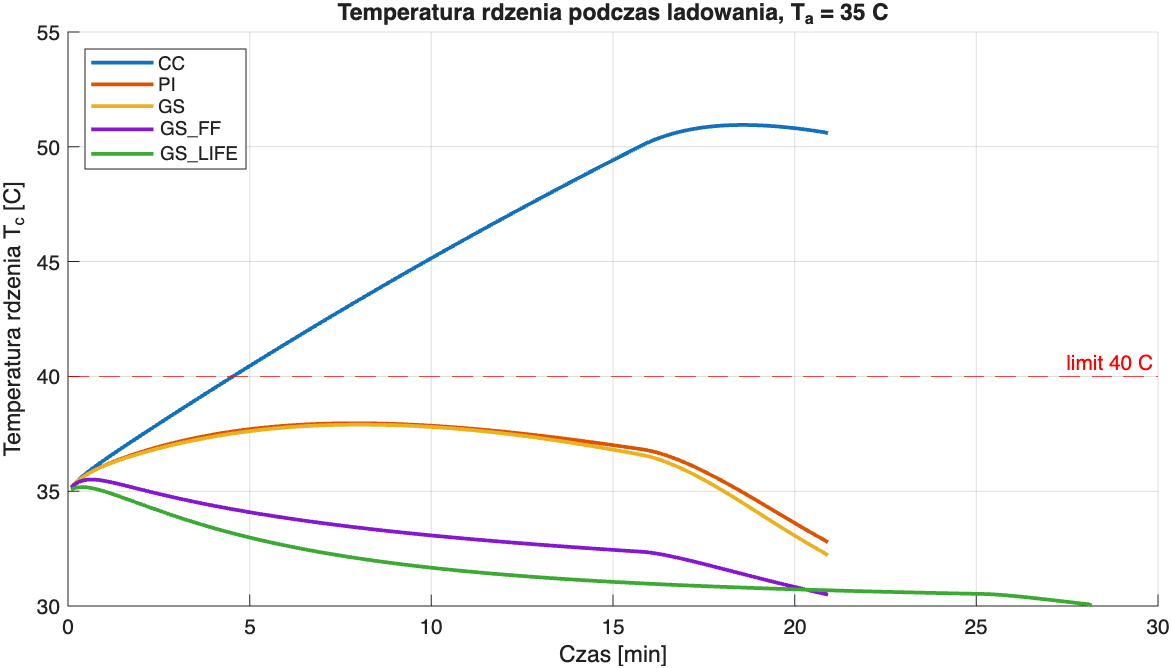 Temperatura rdzenia podczas ladowania, Ta = 35 C
Temperatura rdzenia Tc [C]
55
50
45
40
35
30
CC
PI
GS
GS_FF
GS_LIFE
limit 40 C
0 5 10 15 20 25 30
Czas [min]